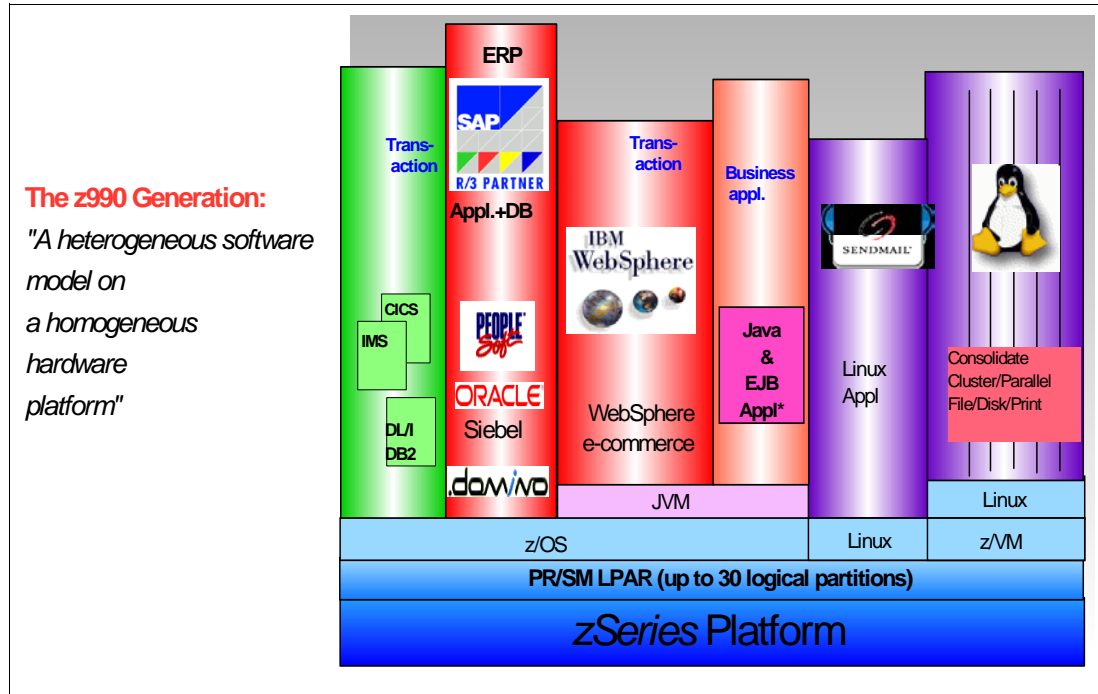 The z990 Generation:
"A heterogeneous software
model on
a homogeneous
hardware
platform"
Trans-
action
CICS
IMS
DL/I
DB2
ERP
SAP
R/3 PARTNER
Appl.+DB
PEOPLE
Soft
ORACLE
Siebel
.domino
Trans-
action
IBM
WebSphere
WebSphere
e-commerce
Business
appl.
Java
&
EJB
Appl*
JVM
SENDMAIL
Linux
Appl
Consolidate
Cluster/Parallel
File/Disk/Print
Linux
z/OS
Linux
z/VM
PR/SM LPAR (up to 30 logical partitions)
zSeries Platform